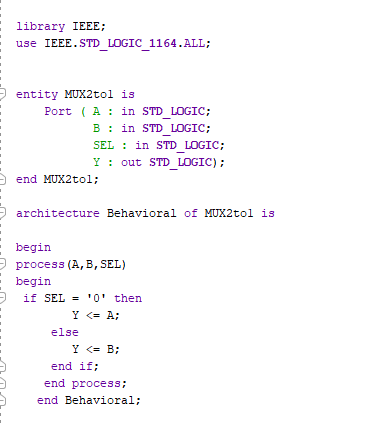 library IEEE;
use IEEE.STD_LOGIC_1164.ALL;
entity MUX2to1 is
Port ( A : in STD_LOGIC;
B : in STD_LOGIC;
SEL : in STD_LOGIC;
Y : out STD_LOGIC);
end MUX2to1;
architecture Behavioral of MUX2to1 is
begin
process(A,B,SEL)
begin
if SEL = '0' then
Y <= A;
else
Y <= B;
end if;
end process;
end Behavioral;